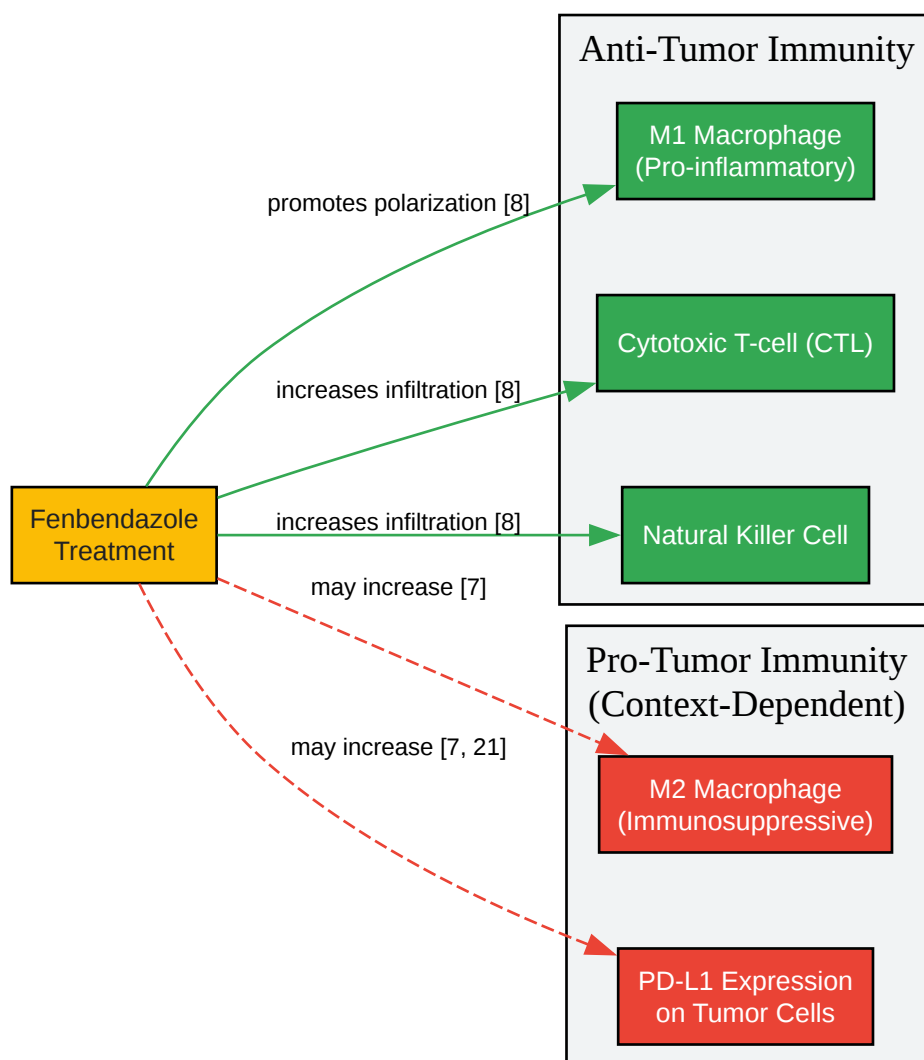 Anti-Tumor Immunity
M1 Macrophage
(Pro-inflammatory)
promotes polarization [8]
Cytotoxic T-cell (CTL)
increases infiltration [8]
Fenbendazole
Treatment
increases infiltration [8]
Natural Killer Cell
may increase [7]
Pro-Tumor Immunity
(Context-Dependent)
may increase [7, 21]
M2 Macrophage
(Immunosuppressive)
PD-L1 Expression
on Tumor Cells